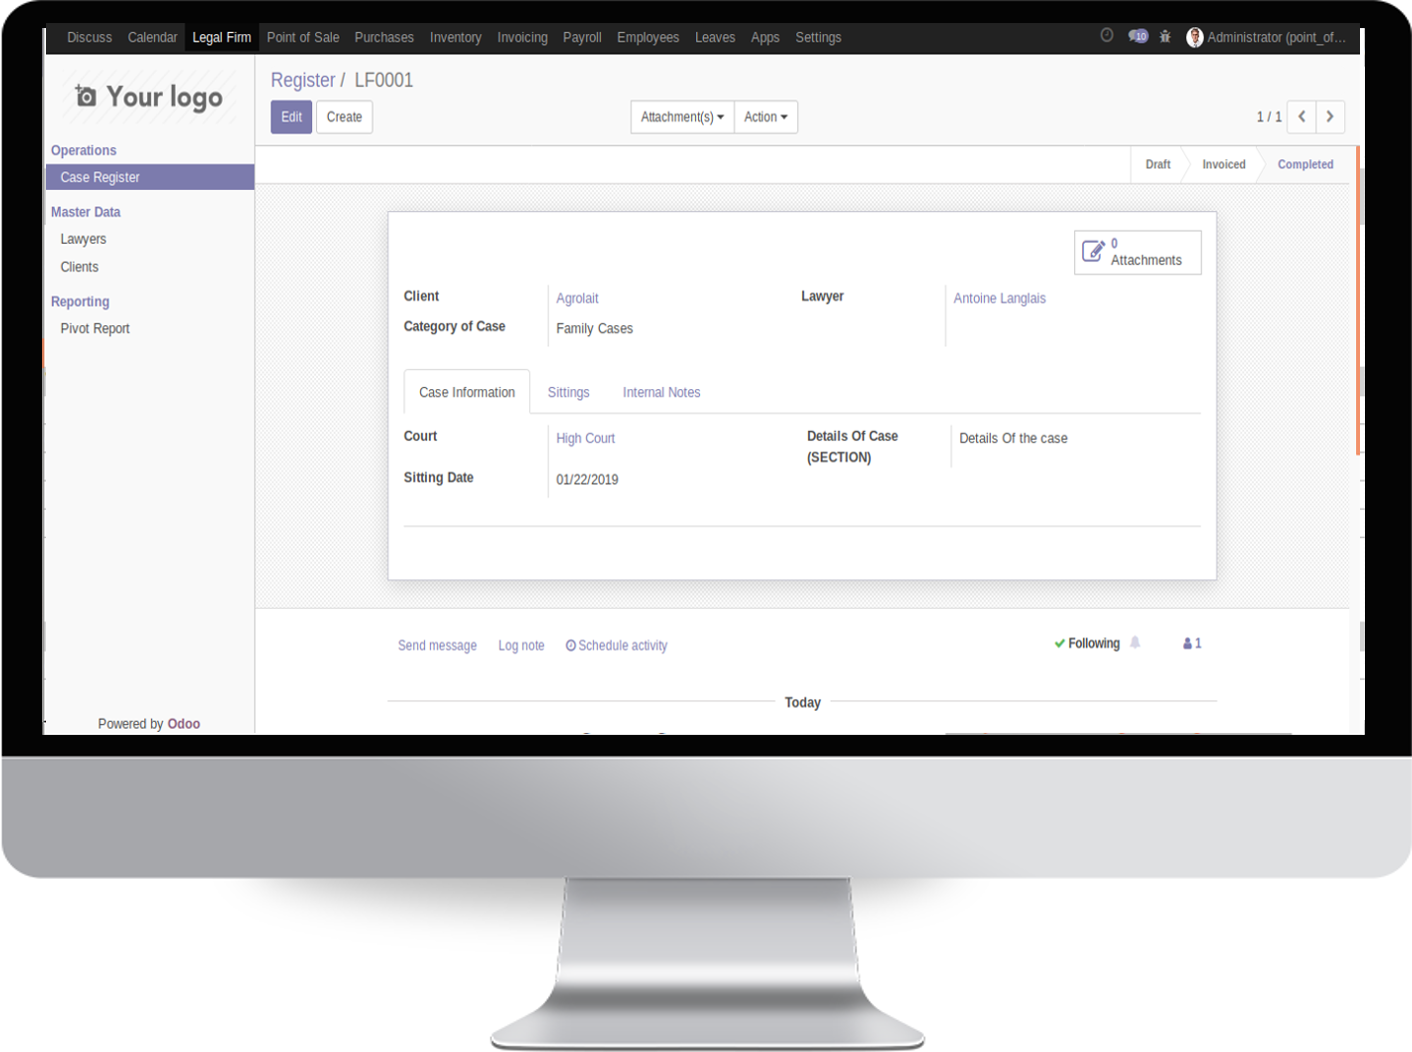 Discuss Calendar Legal Firm Point of Sale Purchases Inventory Invoicing Payroll Employees Leaves Apps Settings 10 Administrator (point_of...
Your logo
Register / LF0001
Edit Create Attachment(s) Action 1 / 1
Operations
Case Register
Master Data
Lawyers
Clients
Reporting
Pivot Report
Powered by Odoo
Draft Invoiced Completed
0
Attachments
Client Agrolait Lawyer Antoine Langlais
Category of Case Family Cases
Case Information Sittings Internal Notes
Court High Court Details Of Case Details Of the case
(SECTION)
Sitting Date 01/22/2019
Send message Log note Schedule activity Following 1
Today